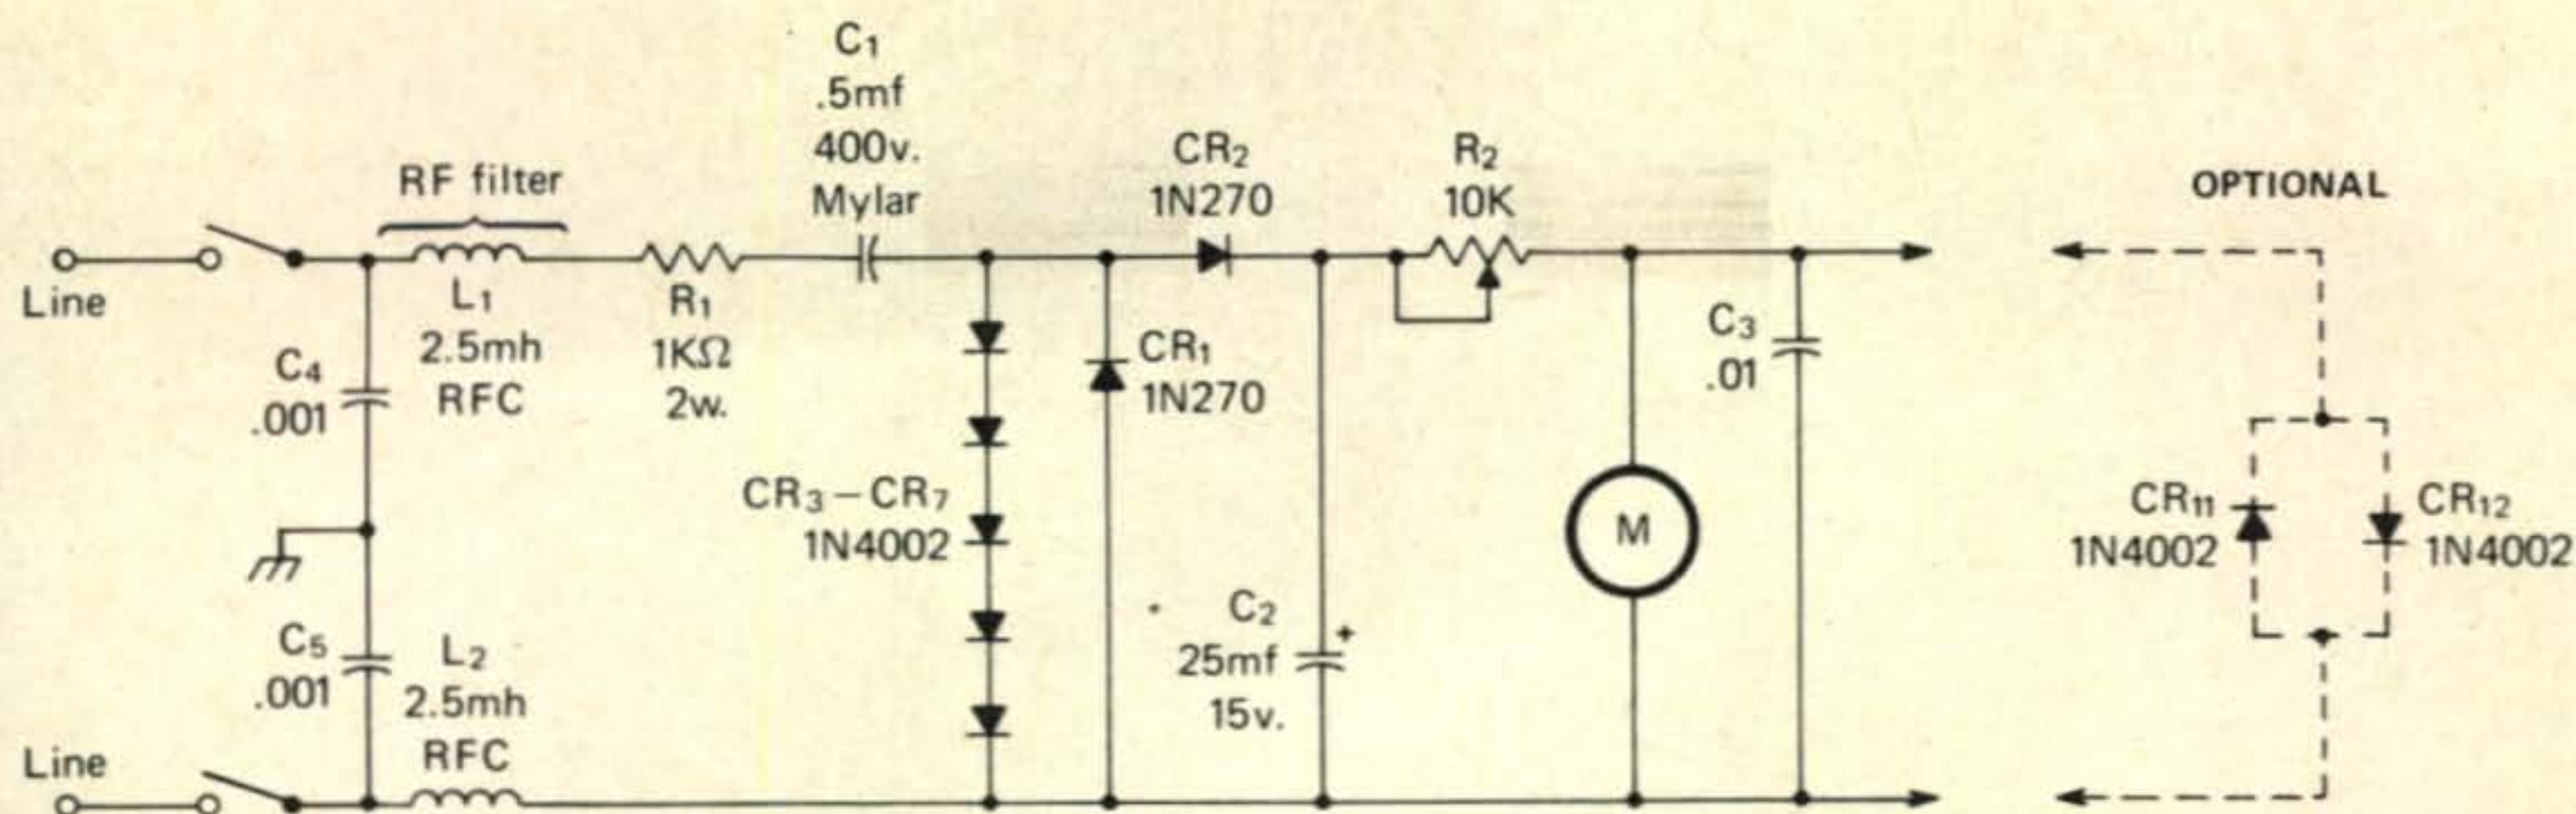 C1
.5mf
400v.
Mylar
RF filter
CR2
1N270
R2
10K
OPTIONAL
Line
L1
2.5mh
RFC
R1
1KΩ
2w.
C4
.001
CR1
1N270
C3
.01
CR3–CR7
1N4002
M
CR11
1N4002
CR12
1N4002
C5
.001
L2
2.5mh
RFC
C2
+
25mf
15v.
Line